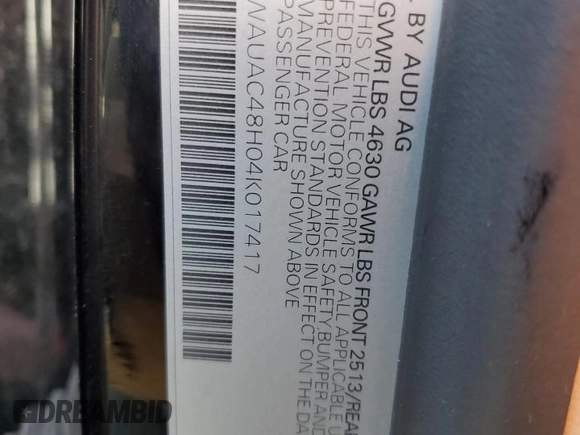 . BY AUDI AG
GVWR LBS 4630 GAWR LBS FRONT 2513/REA
THIS VEHICLE CONFORMS TO ALL APPLICABLE U
FEDERAL MOTOR VEHICLE SAFETY, BUMPER AND
PREVENTION STANDARDS IN EFFECT ON THE DA
MANUFACTURE SHOWN ABOVE
PASSENGER CAR
WAUAC48H04K017417
DREAMBID